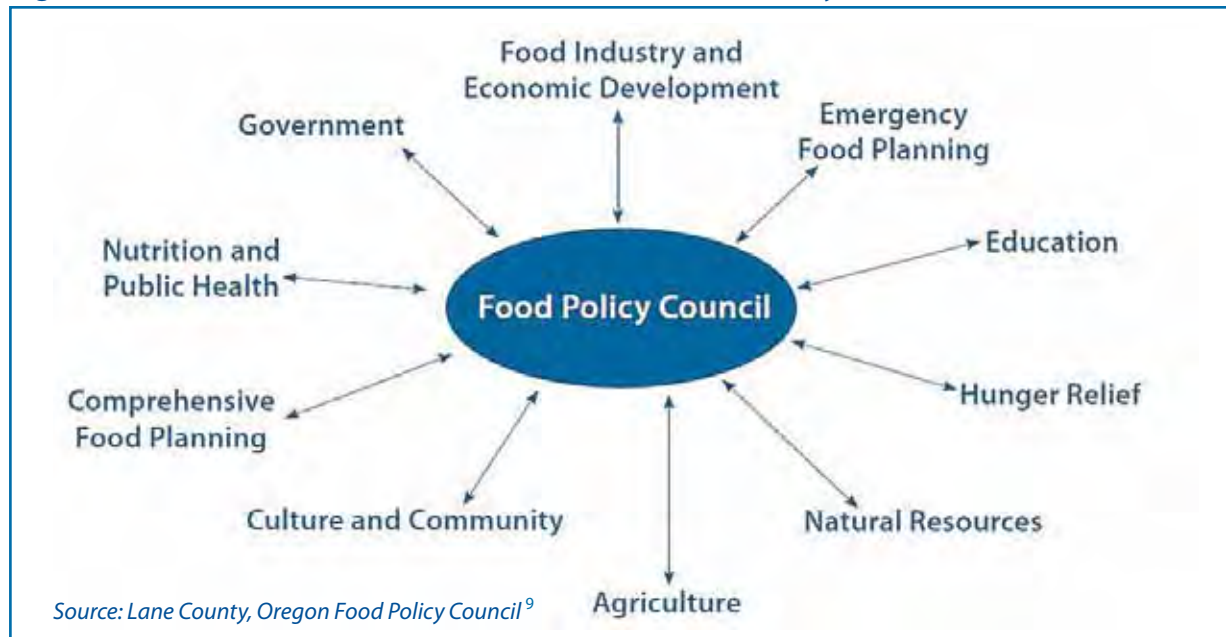 Food Industry and
Economic Development
Government
Emergency
Food Planning
Nutrition and
Public Health
Education
Food Policy Council
Comprehensive
Food Planning
Hunger Relief
Culture and Community
Natural Resources
Agriculture
Source: Lane County, Oregon Food Policy Council 9